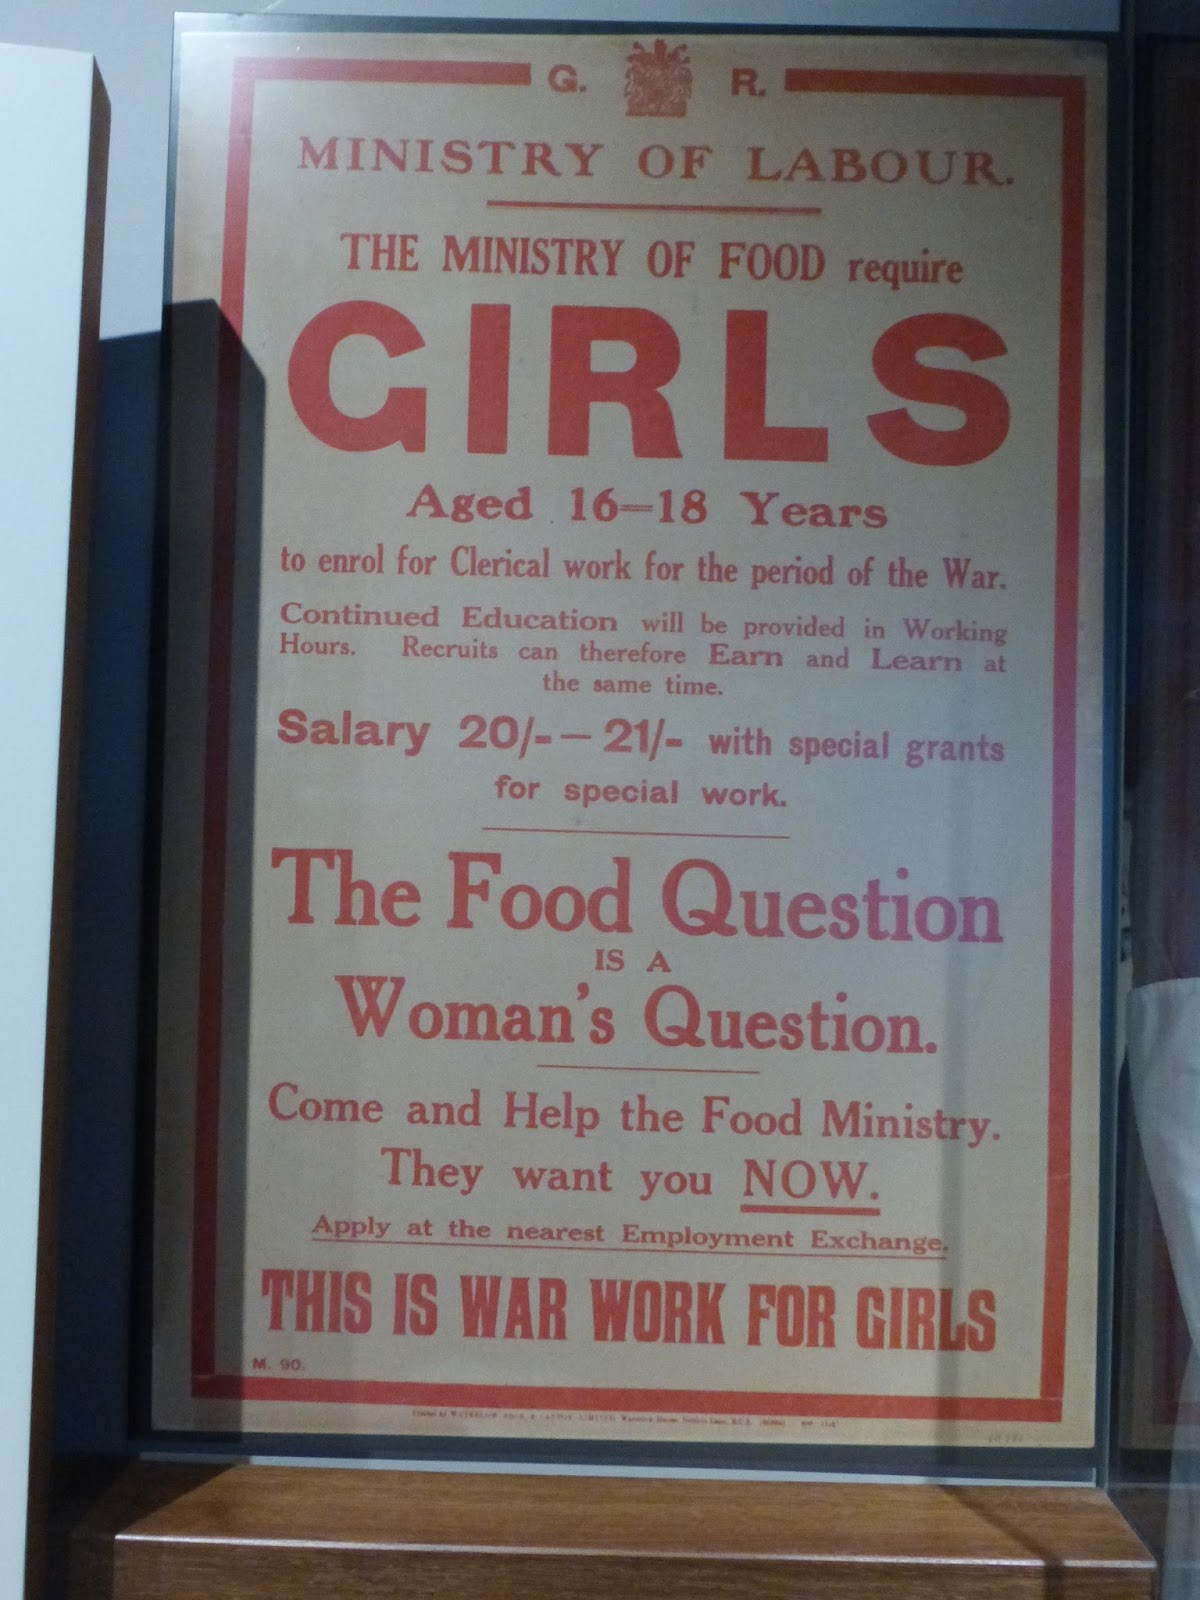 G. R.
MINISTRY OF LABOUR.
THE MINISTRY OF FOOD require
GIRLS
Aged 16—18 Years
to enrol for Clerical work for the period of the War.
Continued Education will be provided in Working
Hours. Recruits can therefore Earn and Learn at
the same time.
Salary 20/- — 21/- with special grants
for special work.
The Food Question
IS A
Woman's Question.
Come and Help the Food Ministry.
They want you NOW.
Apply at the nearest Employment Exchange.
THIS IS WAR WORK FOR GIRLS
M. 90.